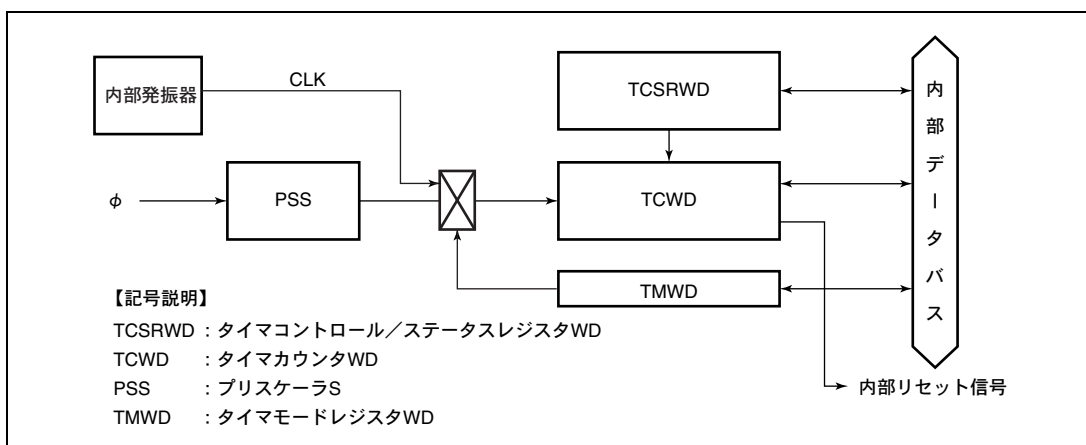 内部発振器
CLK
φ
PSS
TCSRWD
TCWD
TMWD
内部データバス
内部リセット信号
【記号説明】
TCSRWD : タイマコントロール／ステータスレジスタWD
TCWD : タイマカウンタWD
PSS : プリスケーラS
TMWD : タイマモードレジスタWD